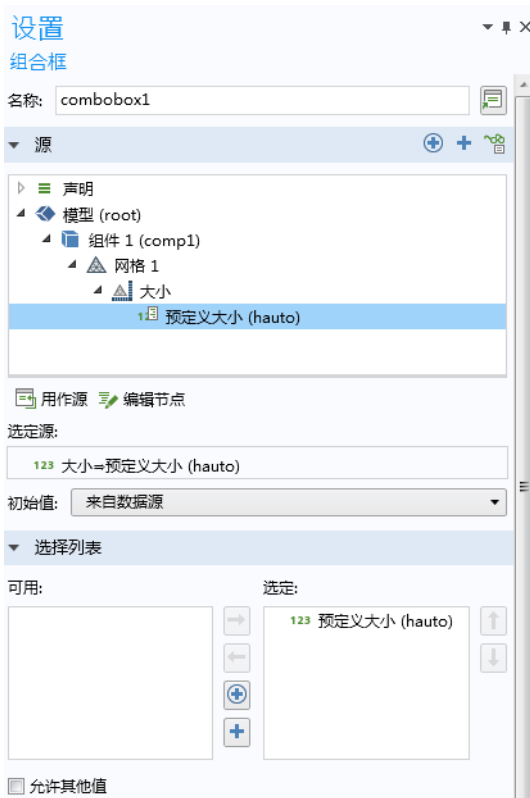 设置
组合框
名称: combobox1
源
声明
模型 (root)
组件 1 (comp1)
网格 1
大小
预定义大小 (hauto)
用作源 编辑节点
选定源:
123 大小=预定义大小 (hauto)
初始值: 来自数据源
选择列表
可用: 选定:
123 预定义大小 (hauto)
允许其他值